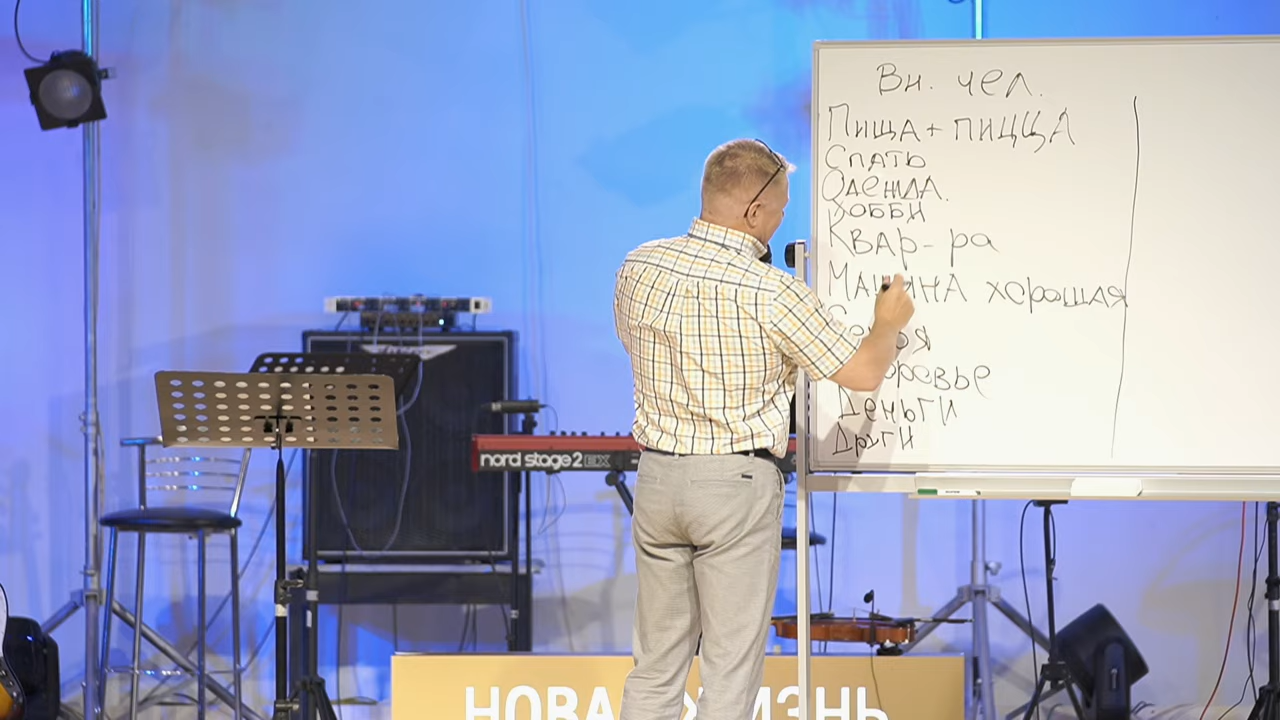 Вн. чел.
Пища + пицца
Спать
Одежда.
Хобби
Квар-ра
хорошая
Деньги
Други
nord stage 2 EX